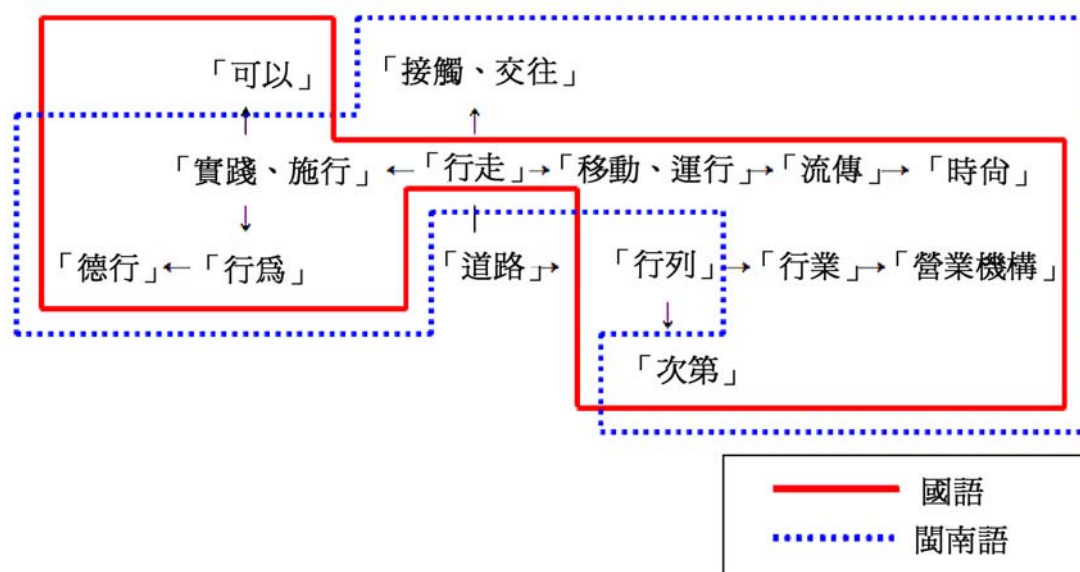 「可以」 「接觸、交往」
「實踐、施行」 「行走」 「移動、運行」 「流傳」 「時尙」
「德行」 「行爲」 「道路」 「行列」 「行業」 「營業機構」
「次第」
國語
閩南語